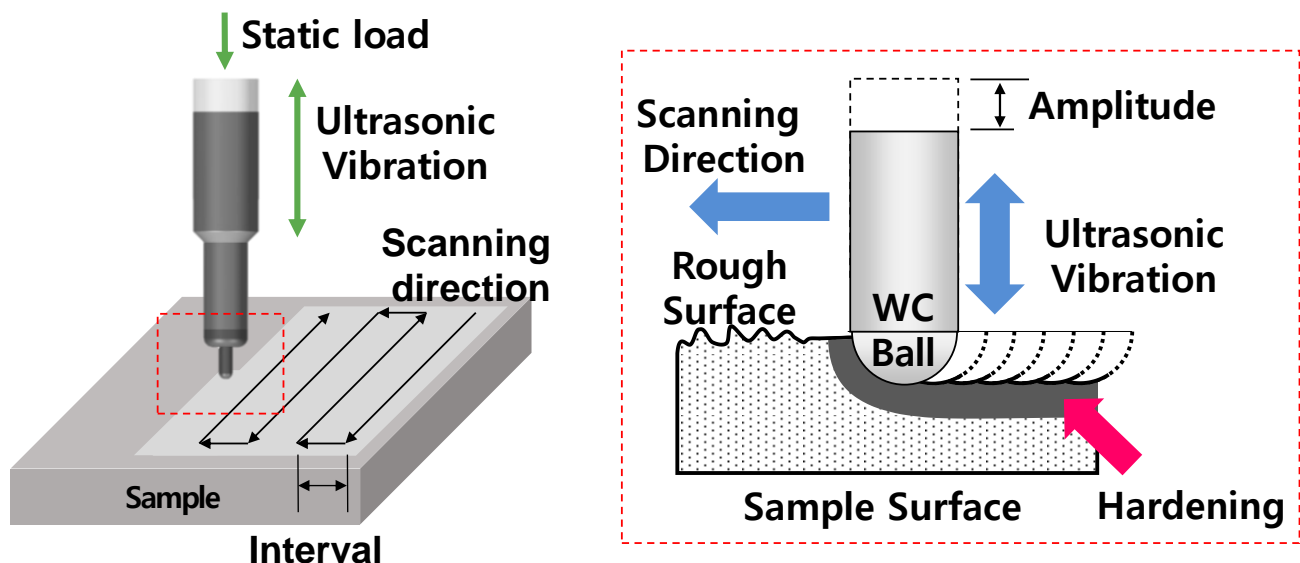 Static load
Ultrasonic
Vibration
Scanning
direction
Sample
Interval
Scanning
Direction
Amplitude
Rough
Surface
Ultrasonic
Vibration
WC
Ball
Sample Surface
Hardening